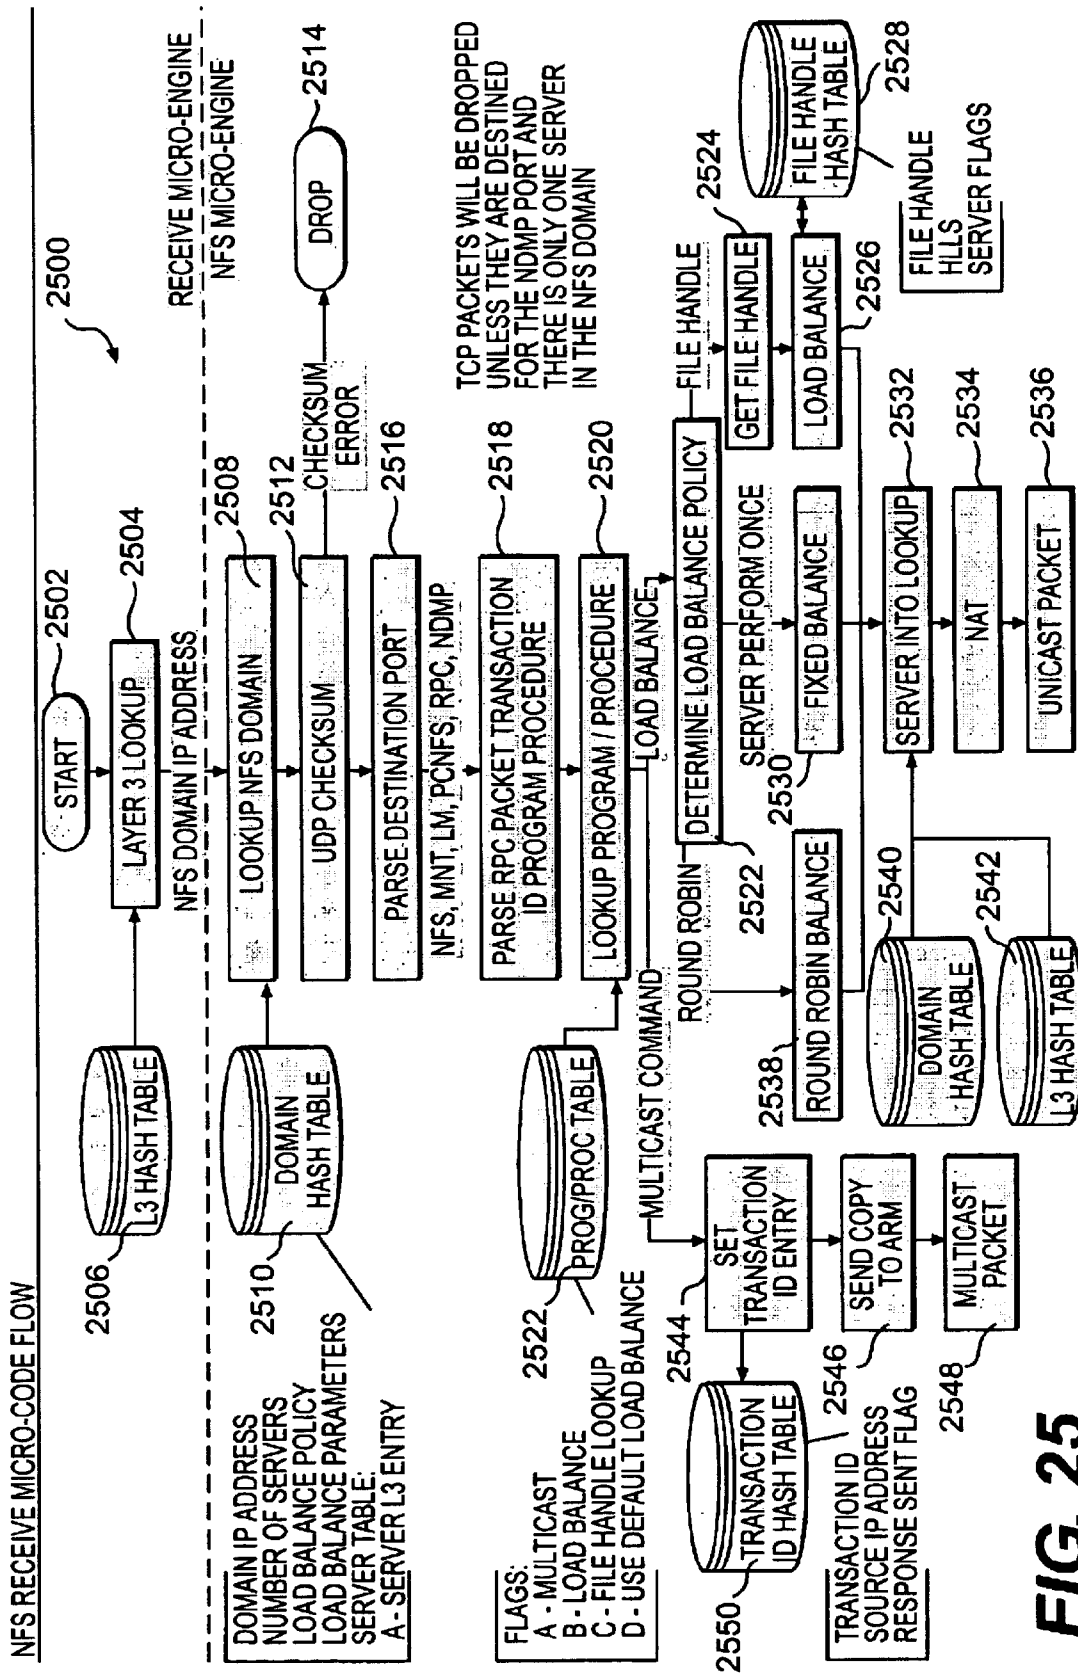 NFS RECEIVE MICRO-CODE FLOW
2500
START
2502
LAYER 3 LOOKUP
2504
L3 HASH TABLE
2506
NFS DOMAIN IP ADDRESS
RECEIVE MICRO-ENGINE
NFS MICRO-ENGINE
LOOKUP NFS DOMAIN
2508
DOMAIN
HASH TABLE
2510
DOMAIN IP ADDRESS
NUMBER OF SERVERS
LOAD BALANCE POLICY
LOAD BALANCE PARAMETERS
SERVER TABLE:
A - SERVER L3 ENTRY
UDP CHECKSUM
2512
CHECKSUM
ERROR
DROP
2514
PARSE DESTINATION PORT
2516
NFS, MNT, LM, PCNFS, RPC, NDMP
TCP PACKETS WILL BE DROPPED
UNLESS THEY ARE DESTINED
FOR THE NDMP PORT AND
THERE IS ONLY ONE SERVER
IN THE NFS DOMAIN
PARSE RPC PACKET TRANSACTION
ID PROGRAM PROCEDURE
2518
LOOKUP PROGRAM / PROCEDURE
2520
PROG/PROC TABLE
2522
FLAGS:
A - MULTICAST
B - LOAD BALANCE
C - FILE HANDLE LOOKUP
D - USE DEFAULT LOAD BALANCE
MULTICAST COMMAND
LOAD BALANCE
DETERMINE LOAD BALANCE POLICY
2522
ROUND ROBIN
SERVER PERFORM ONCE
FILE HANDLE
GET FILE HANDLE
2524
LOAD BALANCE
2526
FILE HANDLE
HASH TABLE
2528
FILE HANDLE
HLLS
SERVER FLAGS
FIXED BALANCE
2530
ROUND ROBIN BALANCE
2538
SERVER INTO LOOKUP
2532
DOMAIN
HASH TABLE
2540
L3 HASH TABLE
2542
NAT
2534
UNICAST PACKET
2536
SET
TRANSACTION
ID ENTRY
2544
TRANSACTION
ID HASH TABLE
2550
TRANSACTION ID
SOURCE IP ADDRESS
RESPONSE SENT FLAG
SEND COPY
TO ARM
2546
MULTICAST
PACKET
2548
FIG. 25